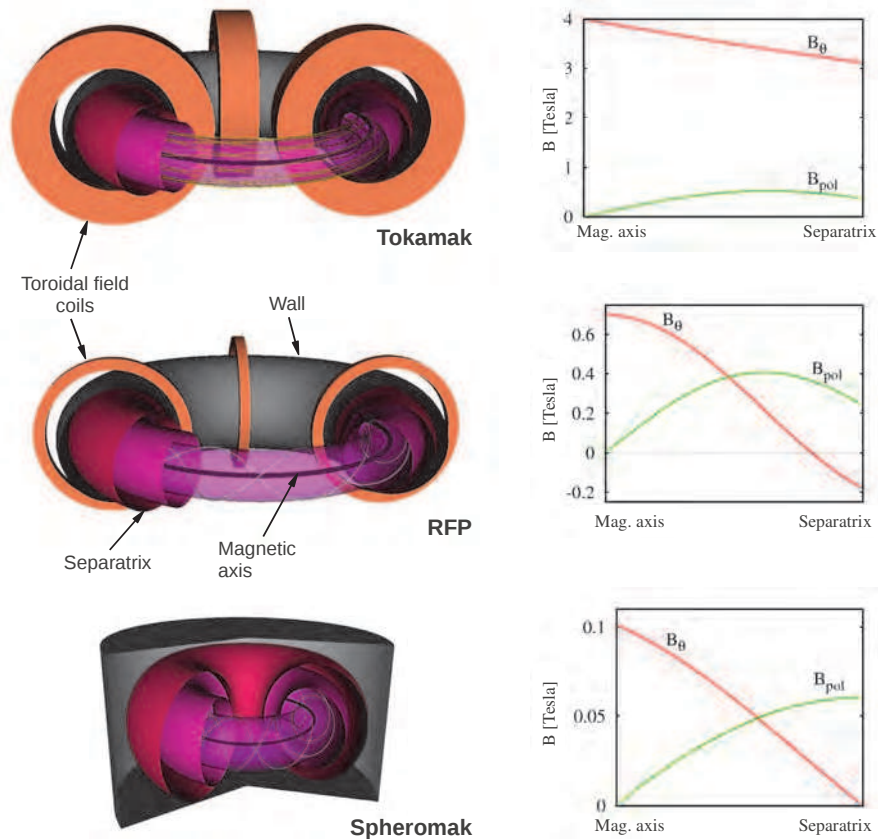 4
3
2
1
0
B [Tesla]
Bθ
Bpol
Mag. axis
Separatrix
Tokamak
Toroidal field
coils
Wall
0.6
0.4
0.2
0
-0.2
B [Tesla]
Bθ
Bpol
Mag. axis
Separatrix
RFP
Separatrix
Magnetic
axis
0.1
0.05
0
B [Tesla]
Bθ
Bpol
Mag. axis
Separatrix
Spheromak